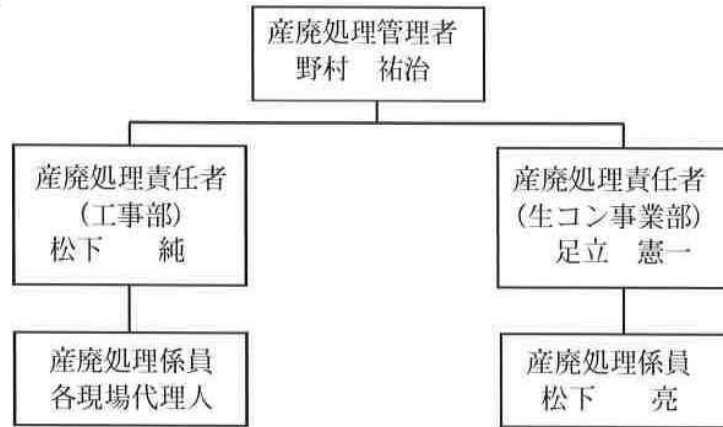 産廃処理管理者
野村　祐治
産廃処理責任者
(工事部)
松下　　純
産廃処理責任者
(生コン事業部)
足立　憲一
産廃処理係員
各現場代理人
産廃処理係員
松下　　亮